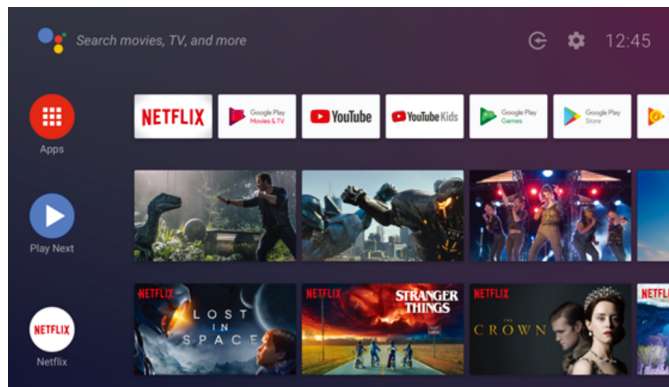 Search movies, TV, and more
12:45
Apps
NETFLIX
Google Play
Movies & TV
YouTube
YouTube Kids
Google Play
Games
Google Play
Store
Play Next
Netflix
NETFLIX
NETFLIX
LOST
IN
SPACE
NETFLIX
STRANGER
THINGS
NETFLIX
THE
CROWN
NETFL